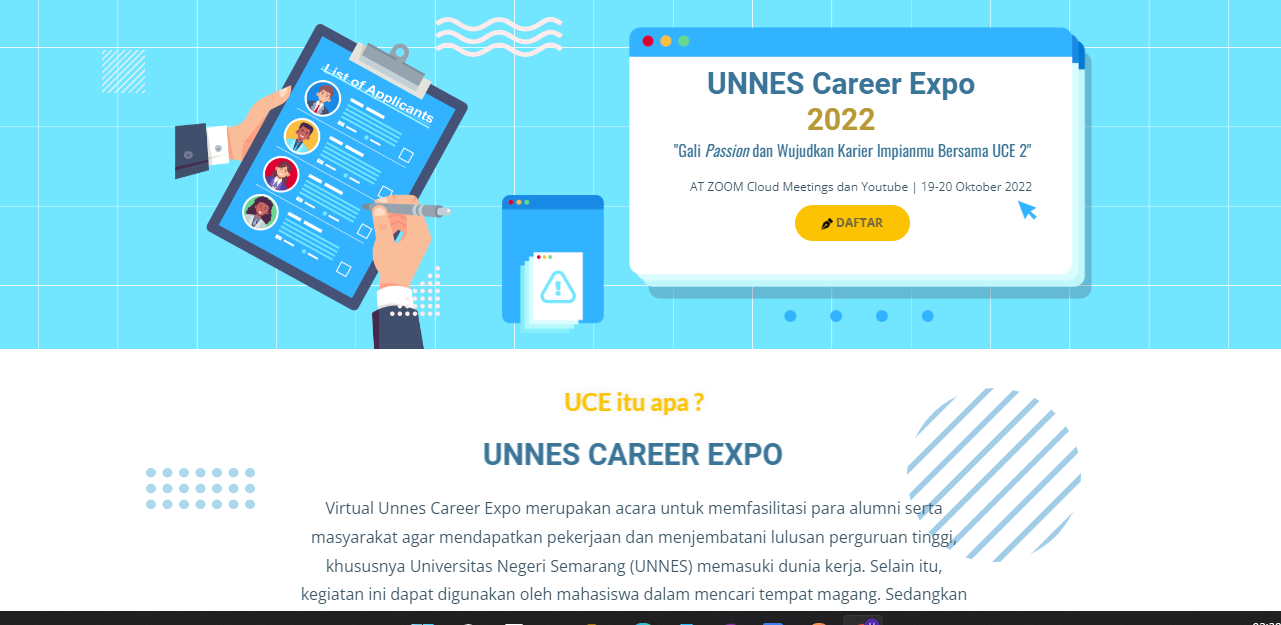 List of Applicants
UNNES Career Expo
2022
"Gali Passion dan Wujudkan Karier Impianmu Bersama UCE 2"
AT ZOOM Cloud Meetings dan Youtube | 19-20 Oktober 2022
DAFTAR
UCE itu apa ?
UNNES CAREER EXPO
Virtual Unnes Career Expo merupakan acara untuk memfasilitasi para alumni serta
masyarakat agar mendapatkan pekerjaan dan menjembatani lulusan perguruan tinggi,
khususnya Universitas Negeri Semarang (UNNES) memasuki dunia kerja. Selain itu,
kegiatan ini dapat digunakan oleh mahasiswa dalam mencari tempat magang. Sedangkan